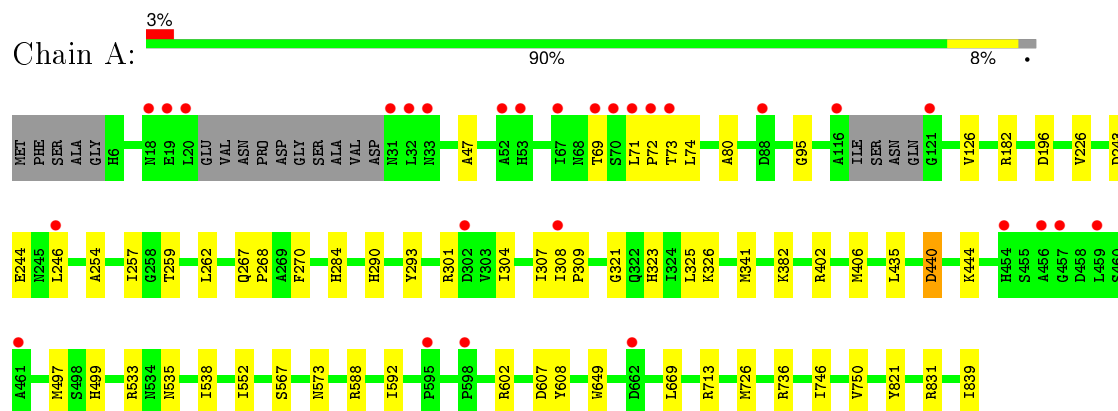 3%
Chain A:
90%
8%
•
MET PHE SER ALA GLY H6 N18 E19 L20 GLU VAL ASN PRO ASP GLY SER ALA VAL ASP N31 L32 N33 A47 A52 H53 I67 N68 T69 S70 L71 P72 T73 L74 A80 D88 G95 A116 ILE SER ASN GLN G121 V126 R182 D196 V226 D243
E244 N245 L246 A254 I257 G258 T259 L262 Q267 P268 A269 F270 H284 H290 Y293 R301 D302 V303 I304 I307 I308 P309 G321 Q322 H323 I324 L325 K326 M341 K382 R402 M406 L435 D440 K444 H454 S455 A456 G457 D458 L459 S460
A461 M497 S498 H499 R533 N534 N535 I538 I552 S567 N573 R588 I592 P595 P598 R602 D607 Y608 W649 D662 L669 R713 M726 R736 I746 V750 Y821 R831 I839